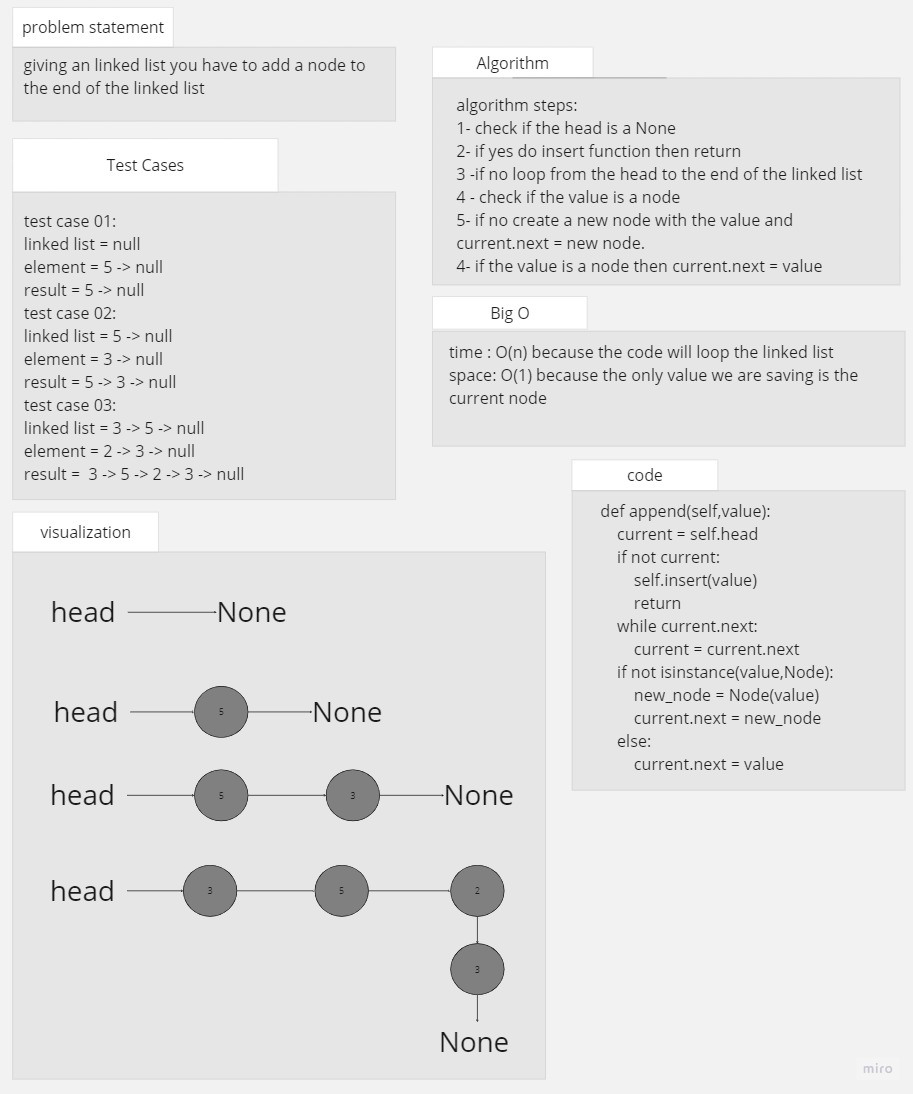 problem statement
giving an linked list you have to add a node to
the end of the linked list
Test Cases
test case 01:
linked list = null
element = 5 -> null
result = 5 -> null
test case 02:
linked list = 5 -> null
element = 3 -> null
result = 5 -> 3 -> null
test case 03:
linked list = 3 -> 5 -> null
element = 2 -> 3 -> null
result =  3 -> 5 -> 2 -> 3 -> null
visualization
head None
head 5 None
head 5 3 None
head 3 5 2
3
None
Algorithm
algorithm steps:
1- check if the head is a None
2- if yes do insert function then return
3 -if no loop from the head to the end of the linked list
4 - check if the value is a node
5- if no create a new node with the value and
current.next = new node.
4- if the value is a node then current.next = value
Big O
time : O(n) because the code will loop the linked list
space: O(1) because the only value we are saving is the
current node
code
def append(self,value):
    current = self.head
    if not current:
        self.insert(value)
        return
    while current.next:
        current = current.next
    if not isinstance(value,Node):
        new_node = Node(value)
        current.next = new_node
    else:
        current.next = value
miro